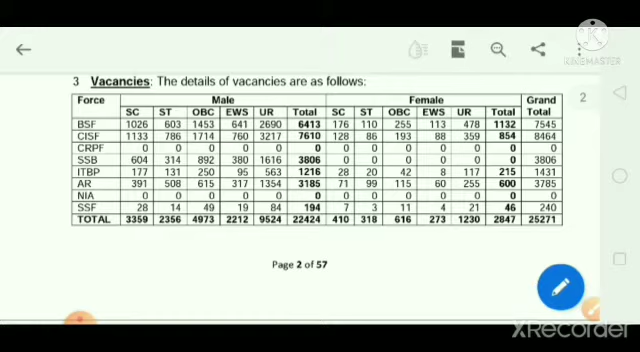 KINEMASTER
3 Vacancies: The details of vacancies are as follows:
2
Force Male Female Grand Total
SC ST OBC EWS UR Total SC ST OBC EWS UR Total
BSF 1026 603 1453 641 2690 6413 176 110 255 113 478 1132 7545
CISF 1133 786 1714 760 3217 7610 128 86 193 88 359 854 8464
CRPF 0 0 0 0 0 0 0 0 0 0 0 0 0
SSB 604 314 892 380 1616 3806 0 0 0 0 0 0 3806
ITBP 177 131 250 95 563 1216 28 20 42 8 117 215 1431
AR 391 508 615 317 1354 3185 71 99 115 60 255 600 3785
NIA 0 0 0 0 0 0 0 0 0 0 0 0 0
SSF 28 14 49 19 84 194 7 3 11 4 21 46 240
TOTAL 3359 2356 4973 2212 9524 22424 410 318 616 273 1230 2847 25271
Page 2 of 57
XRecorder